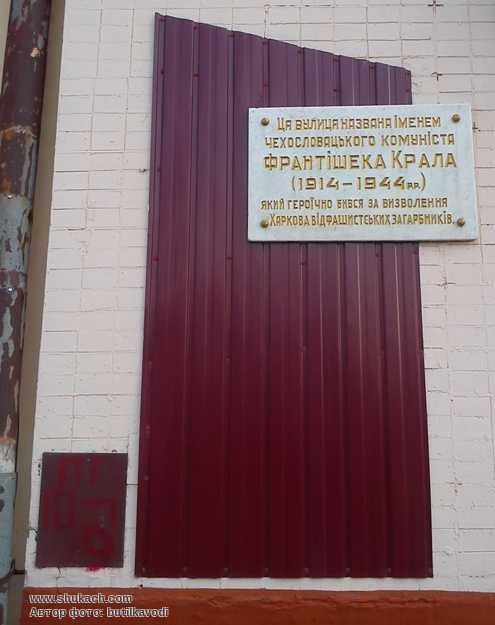 Ця вулиця названа іменем
чехословацького комуніста
Франтішека Крала
(1914-1944 р.р.)
який героїчно бився за визволення
Харкова від фашистських загарбників.
www.shukach.com
Автор фото: butilkavodi